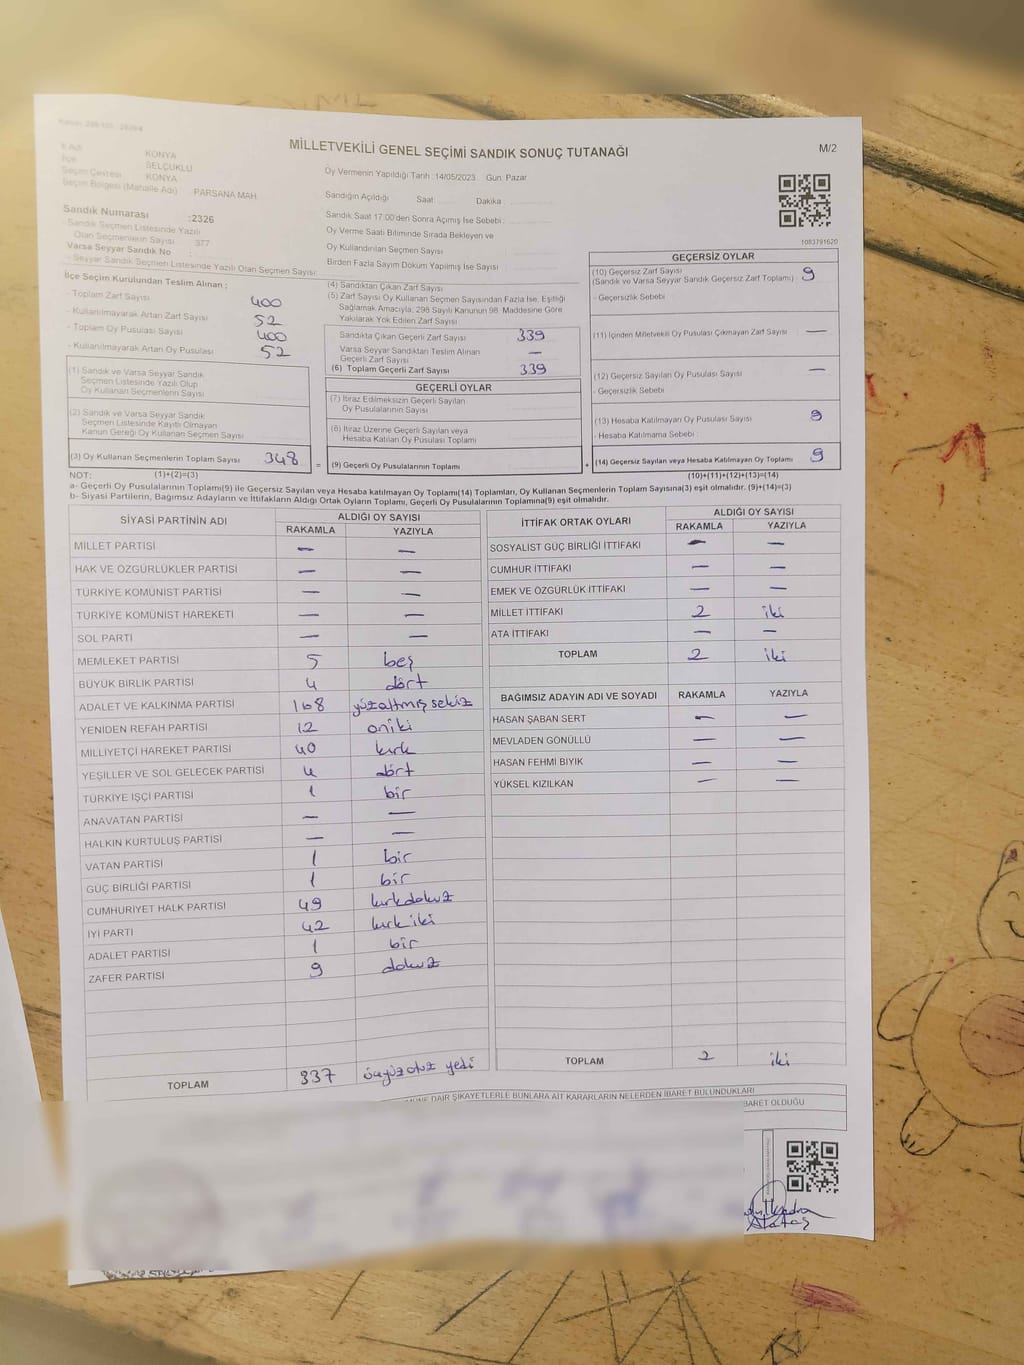 MİLLETVEKİLİ GENEL SEÇİMİ SANDIK SONUÇ TUTANAĞI
M/2
İl Adı KONYA
İlçe SELÇUKLU
Seçim Çevresi KONYA
Seçim Bölgesi (Mahalle Adı) : PARSANA MAH
Oy Vermenin Yapıldığı Tarih :14/05/2023 Gün: Pazar
Sandığın Açıldığı Saat: Dakika :
Sandık Numarası :2326
- Sandık Seçmen Listesinde Yazılı
Olan Seçmenlerin Sayısı : 377
Varsa Seyyar Sandık No :
- Seyyar Sandık Seçmen Listesinde Yazılı Olan Seçmen Sayısı:
Sandık Saat 17.00'den Sonra Açılmış İse Sebebi :
Oy Verme Saati Bitiminde Sırada Bekleyen ve
Oy Kullandırılan Seçmen Sayısı
Birden Fazla Sayım Döküm Yapılmış İse Sayısı
1083791620
İlçe Seçim Kurulundan Teslim Alınan :
- Toplam Zarf Sayısı 400
- Kullanılmayarak Artan Zarf Sayısı 52
- Toplam Oy Pusulası Sayısı 400
- Kullanılmayarak Artan Oy Pusulası 52
(1) Sandık ve Varsa Seyyar Sandık
Seçmen Listesinde Yazılı Olup
Oy Kullanan Seçmenlerin Sayısı
(2) Sandık ve Varsa Seyyar Sandık
Seçmen Listesinde Kayıtlı Olmayan
Kanun Gereği Oy Kullanan Seçmen Sayısı
(3) Oy Kullanan Seçmenlerin Toplam Sayısı 348
(4) Sandıktan Çıkan Zarf Sayısı
(5) Zarf Sayısı Oy Kullanan Seçmen Sayısından Fazla İse, Eşitliği
Sağlamak Amacıyla, 298 Sayılı Kanunun 98. Maddesine Göre
Yakılarak Yok Edilen Zarf Sayısı
Sandıkta Çıkan Geçerli Zarf Sayısı 339
Varsa Seyyar Sandıktan Teslim Alınan
Geçerli Zarf Sayısı —
(6) Toplam Geçerli Zarf Sayısı 339
GEÇERLİ OYLAR
(7) İtiraz Edilmeksizin Geçerli Sayılan
Oy Pusulalarının Sayısı
(8) İtiraz Üzerine Geçerli Sayılan veya
Hesaba Katılan Oy Pusulası Toplamı
= (9) Geçerli Oy Pusulalarının Toplamı
GEÇERSİZ OYLAR
(10) Geçersiz Zarf Sayısı 9
(Sandık ve Varsa Seyyar Sandık Geçersiz Zarf Toplamı)
- Geçersizlik Sebebi
(11) İçinden Milletvekili Oy Pusulası Çıkmayan Zarf Sayısı —
(12) Geçersiz Sayılan Oy Pusulası Sayısı —
- Geçersizlik Sebebi
(13) Hesaba Katılmayan Oy Pusulası Sayısı 9
- Hesaba Katılmama Sebebi :
+ (14) Geçersiz Sayılan veya Hesaba Katılmayan Oy Toplamı 9
NOT: (1)+(2)=(3) (10)+(11)+(12)+(13)=(14)
a- Geçerli Oy Pusulalarının Toplamı(9) ile Geçersiz Sayılan veya Hesaba katılmayan Oy Toplamı(14) Toplamları, Oy Kullanan Seçmenlerin Toplam Sayısına(3) eşit olmalıdır. (9)+(14)=(3)
b- Siyasi Partilerin, Bağımsız Adayların ve İttifakların Aldığı Ortak Oyların Toplamı, Geçerli Oy Pusulalarının Toplamına(9) eşit olmalıdır.
SİYASİ PARTİNİN ADI ALDIĞI OY SAYISI
RAKAMLA YAZIYLA
MİLLET PARTİSİ — —
HAK VE ÖZGÜRLÜKLER PARTİSİ — —
TÜRKİYE KOMÜNİST PARTİSİ — —
TÜRKİYE KOMÜNİST HAREKETİ — —
SOL PARTİ — —
MEMLEKET PARTİSİ 5 beş
BÜYÜK BİRLİK PARTİSİ 4 dört
ADALET VE KALKINMA PARTİSİ 168 yüzaltmış sekiz
YENİDEN REFAH PARTİSİ 12 oniki
MİLLİYETÇİ HAREKET PARTİSİ 40 kırk
YEŞİLLER VE SOL GELECEK PARTİSİ 4 dört
TÜRKİYE İŞÇİ PARTİSİ 1 bir
ANAVATAN PARTİSİ — —
HALKIN KURTULUŞ PARTİSİ — —
VATAN PARTİSİ 1 bir
GÜÇ BİRLİĞİ PARTİSİ 1 bir
CUMHURİYET HALK PARTİSİ 49 kırkdokuz
İYİ PARTİ 42 kırk iki
ADALET PARTİSİ 1 bir
ZAFER PARTİSİ 9 dokuz
TOPLAM 337 üçyüz otuz yedi
İTTİFAK ORTAK OYLARI ALDIĞI OY SAYISI
RAKAMLA YAZIYLA
SOSYALİST GÜÇ BİRLİĞİ İTTİFAKI — —
CUMHUR İTTİFAKI — —
EMEK VE ÖZGÜRLÜK İTTİFAKI — —
MİLLET İTTİFAKI 2 iki
ATA İTTİFAKI — —
TOPLAM 2 iki
BAĞIMSIZ ADAYIN ADI VE SOYADI RAKAMLA YAZIYLA
HASAN ŞABAN SERT — —
MEVLADEN GÖNÜLLÜ — —
HASAN FEHMİ BIYIK — —
YÜKSEL KIZILKAN — —
TOPLAM 2 iki
DAİR ŞİKAYETLERLE BUNLARA AİT KARARLARIN NELERDEN İBARET BULUNDUKLARI
İBARET OLDUĞU